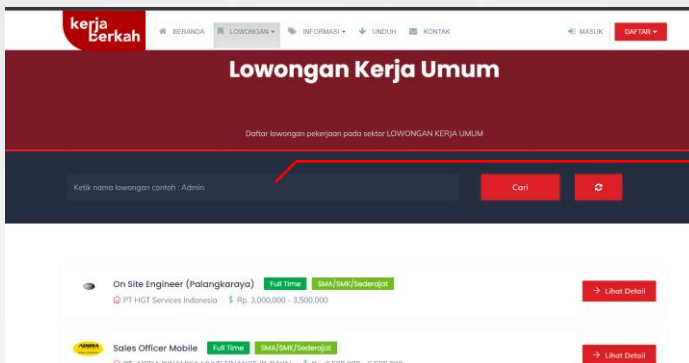 kerja
berkah
BERANDA LOWONGAN INFORMASI UNDUH KONTAK MASUK DAFTAR
Lowongan Kerja Umum
Daftar lowongan pekerjaan pada sektor LOWONGAN KERJA UMUM
Ketik nama lowongan contoh : Admin Cari
On Site Engineer (Palangkaraya) Full Time SMA/SMK/Sederajat
PT HGT Services Indonesia $ Rp. 3,000,000 - 3,500,000 → Lihat Detail
Sales Officer Mobile Full Time SMA/SMK/Sederajat
→ Lihat Detail